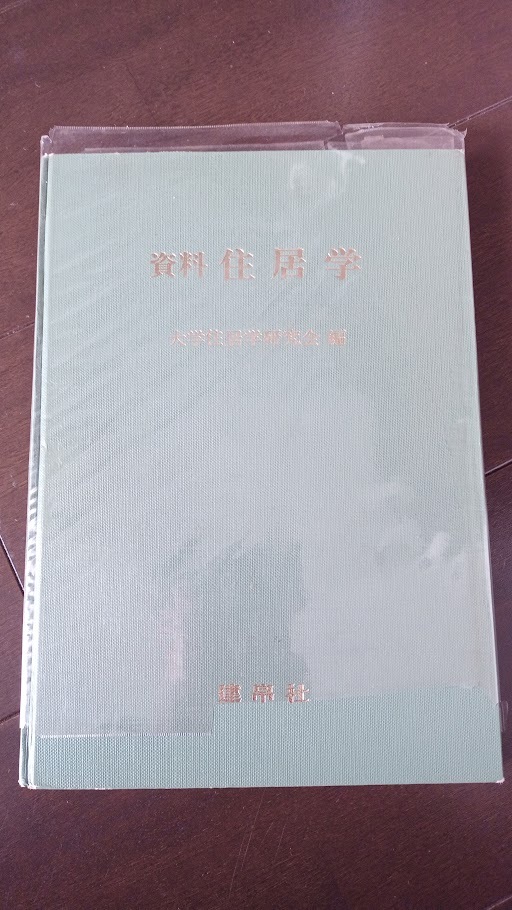 資料 住居学
大学住居学研究会 編
建帛社